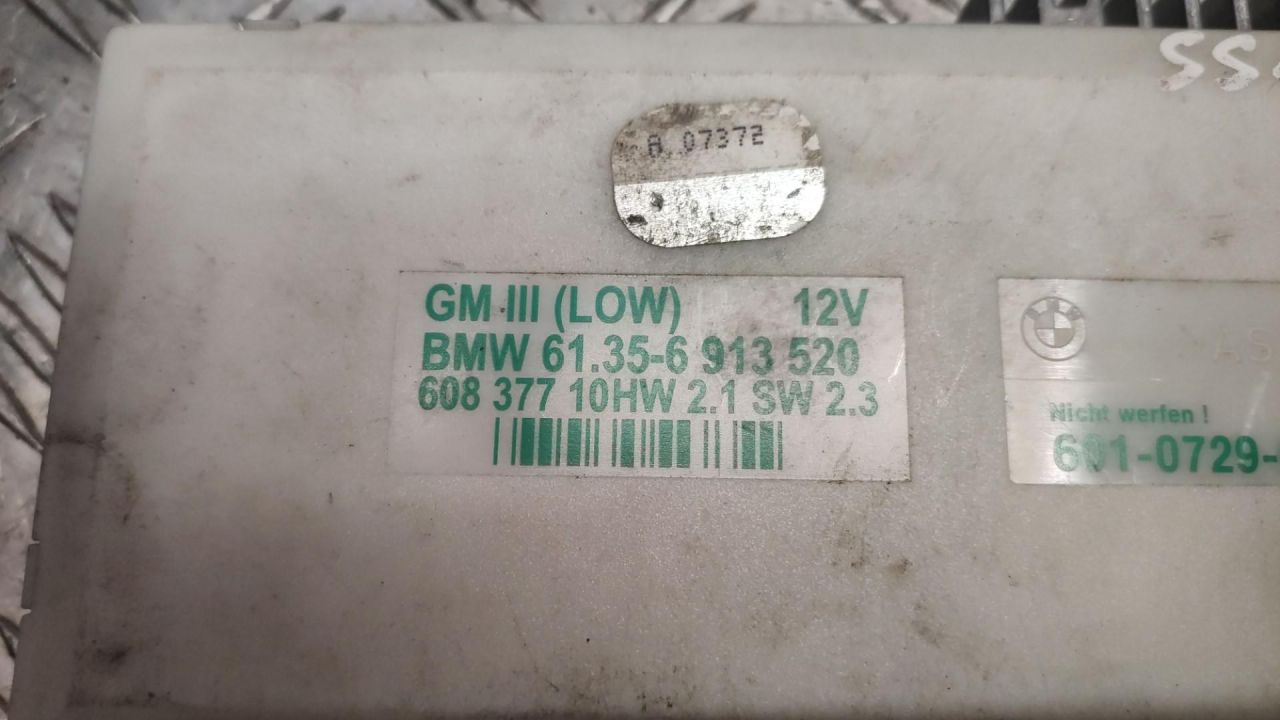 SS
A 07372
GM III (LOW) 12V
BMW 61.35-6 913 520
608 377 10HW 2.1 SW 2.3
AS
Nicht werfen !
601-0729-